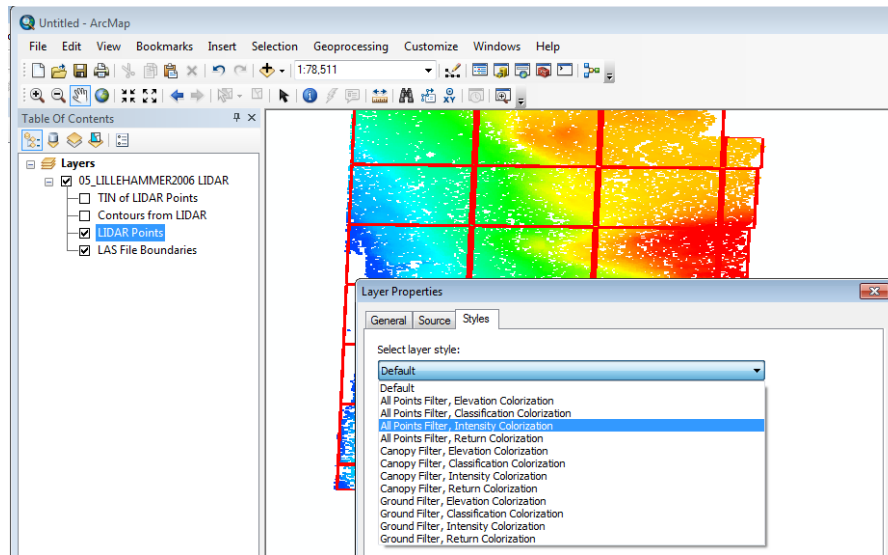 Untitled - ArcMap
File Edit View Bookmarks Insert Selection Geoprocessing Customize Windows Help
1:78,511
Table Of Contents
Layers
05_LILLEHAMMER2006 LIDAR
TIN of LIDAR Points
Contours from LIDAR
LIDAR Points
LAS File Boundaries
Layer Properties
General Source Styles
Select layer style:
Default
Default
All Points Filter, Elevation Colorization
All Points Filter, Classification Colorization
All Points Filter, Intensity Colorization
All Points Filter, Return Colorization
Canopy Filter, Elevation Colorization
Canopy Filter, Classification Colorization
Canopy Filter, Intensity Colorization
Canopy Filter, Return Colorization
Ground Filter, Elevation Colorization
Ground Filter, Classification Colorization
Ground Filter, Intensity Colorization
Ground Filter, Return Colorization